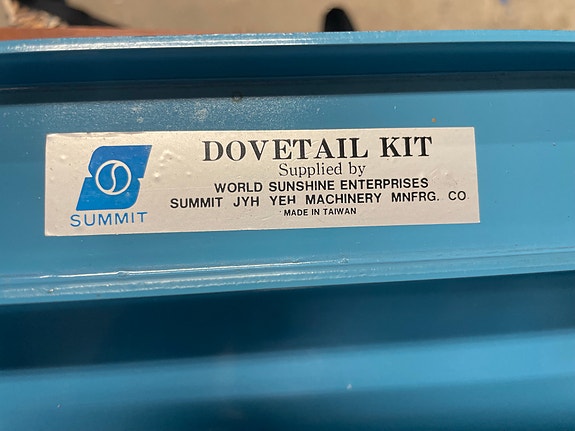 DOVETAIL KIT
Supplied by
WORLD SUNSHINE ENTERPRISES
SUMMIT JYH YEH MACHINERY MNFRG. CO
MADE IN TAIWAN
SUMMIT